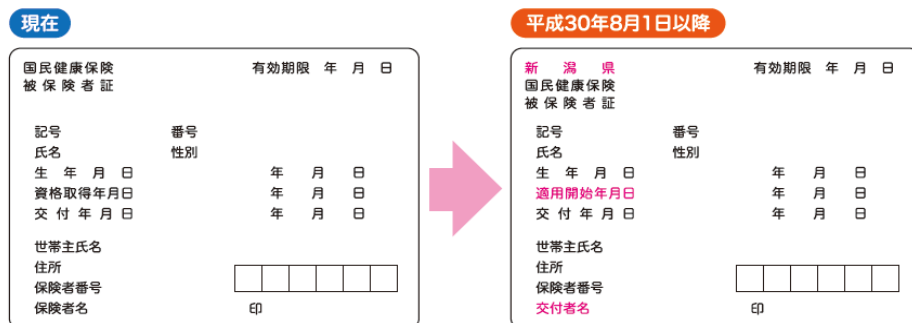 現在
国民健康保険 有効期限 年 月 日
被保険者証
記号 番号
氏名 性別
生年月日 年 月 日
資格取得年月日 年 月 日
交付年月日 年 月 日
世帯主氏名
住所
保険者番号
保険者名 印
平成30年8月1日以降
新潟県 有効期限 年 月 日
国民健康保険
被保険者証
記号 番号
氏名 性別
生年月日 年 月 日
適用開始年月日 年 月 日
交付年月日 年 月 日
世帯主氏名
住所
保険者番号
交付者名 印